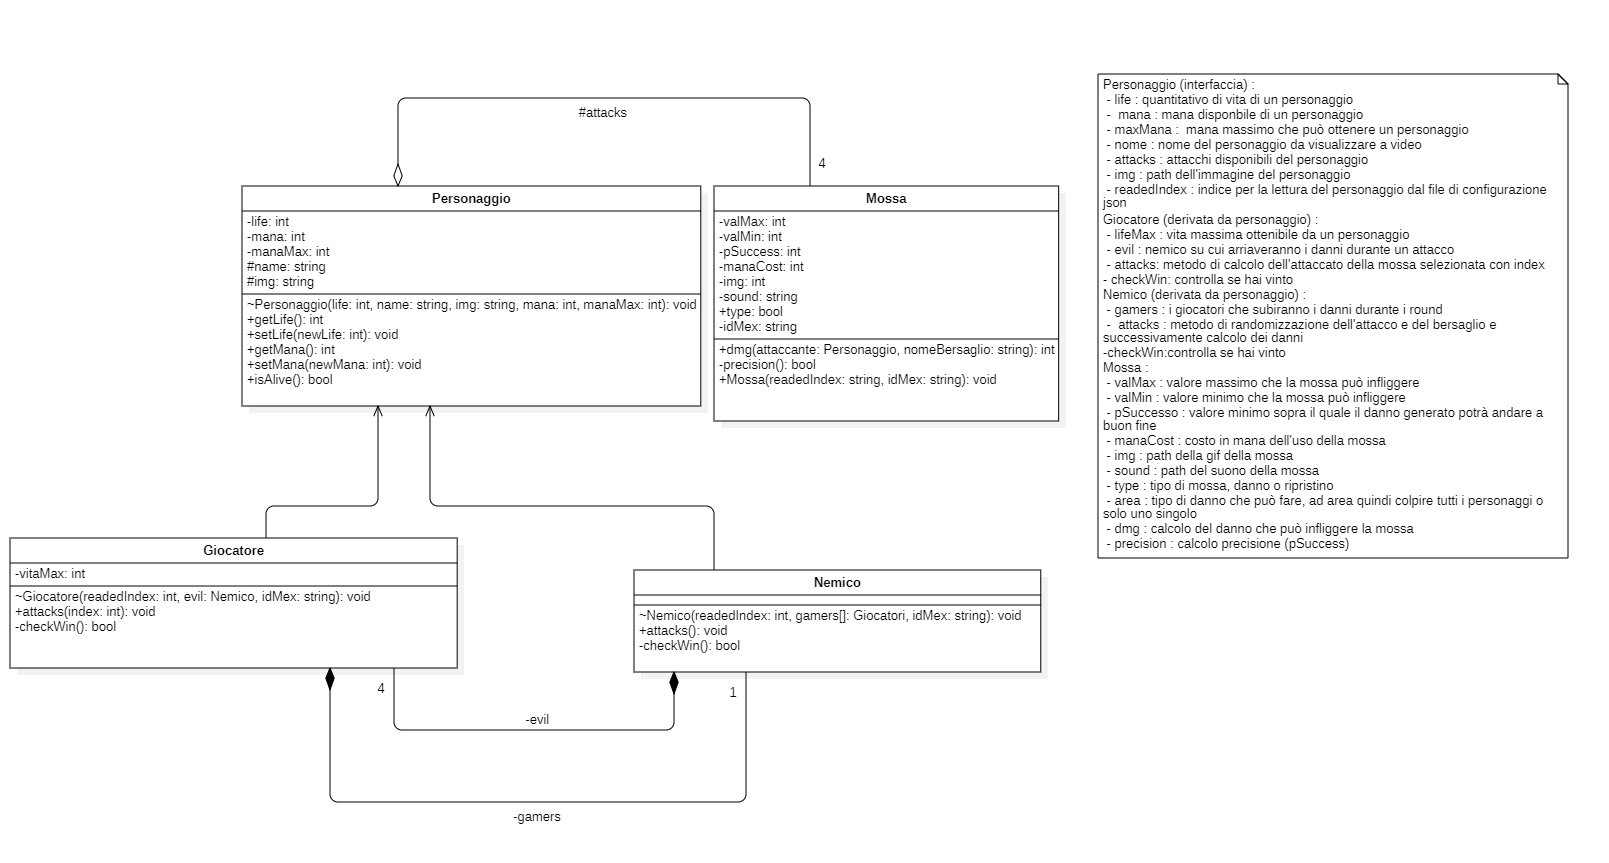 #attacks
4
Personaggio
-life: int
-mana: int
-manaMax: int
#name: string
#img: string
~Personaggio(life: int, name: string, img: string, mana: int, manaMax: int): void
+getLife(): int
+setLife(newLife: int): void
+getMana(): int
+setMana(newMana: int): void
+isAlive(): bool
Mossa
-valMax: int
-valMin: int
-pSuccess: int
-manaCost: int
-img: int
-sound: string
+type: bool
-idMex: string
+dmg(attaccante: Personaggio, nomeBersaglio: string): int
-precision(): bool
+Mossa(readedIndex: string, idMex: string): void
Personaggio (interfaccia) :
- life : quantitativo di vita di un personaggio
-  mana : mana disponbile di un personaggio
- maxMana :  mana massimo che può ottenere un personaggio
- nome : nome del personaggio da visualizzare a video
- attacks : attacchi disponibili del personaggio
- img : path dell'immagine del personaggio
- readedIndex : indice per la lettura del personaggio dal file di configurazione
json
Giocatore (derivata da personaggio) :
- lifeMax : vita massima ottenibile da un personaggio
- evil : nemico su cui arriaveranno i danni durante un attacco
- attacks: metodo di calcolo dell'attaccato della mossa selezionata con index
- checkWin: controlla se hai vinto
Nemico (derivata da personaggio) :
- gamers : i giocatori che subiranno i danni durante i round
-  attacks : metodo di randomizzazione dell'attacco e del bersaglio e
successivamente calcolo dei danni
-checkWin:controlla se hai vinto
Mossa :
- valMax : valore massimo che la mossa può infliggere
- valMin : valore minimo che la mossa può infliggere
- pSuccesso : valore minimo sopra il quale il danno generato potrà andare a
buon fine
- manaCost : costo in mana dell'uso della mossa
- img : path della gif della mossa
- sound : path del suono della mossa
- type : tipo di mossa, danno o ripristino
- area : tipo di danno che può fare, ad area quindi colpire tutti i personaggi o
solo uno singolo
- dmg : calcolo del danno che può infliggere la mossa
- precision : calcolo precisione (pSuccess)
Giocatore
-vitaMax: int
~Giocatore(readedIndex: int, evil: Nemico, idMex: string): void
+attacks(index: int): void
-checkWin(): bool
Nemico
~Nemico(readedIndex: int, gamers[]: Giocatori, idMex: string): void
+attacks(): void
-checkWin(): bool
4
1
-evil
-gamers